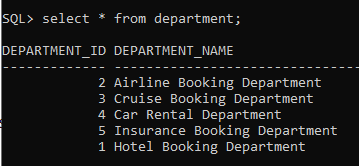 SQL> select * from department;
DEPARTMENT_ID DEPARTMENT_NAME
------------- ------------------------------
2 Airline Booking Department
3 Cruise Booking Department
4 Car Rental Department
5 Insurance Booking Department
1 Hotel Booking Department